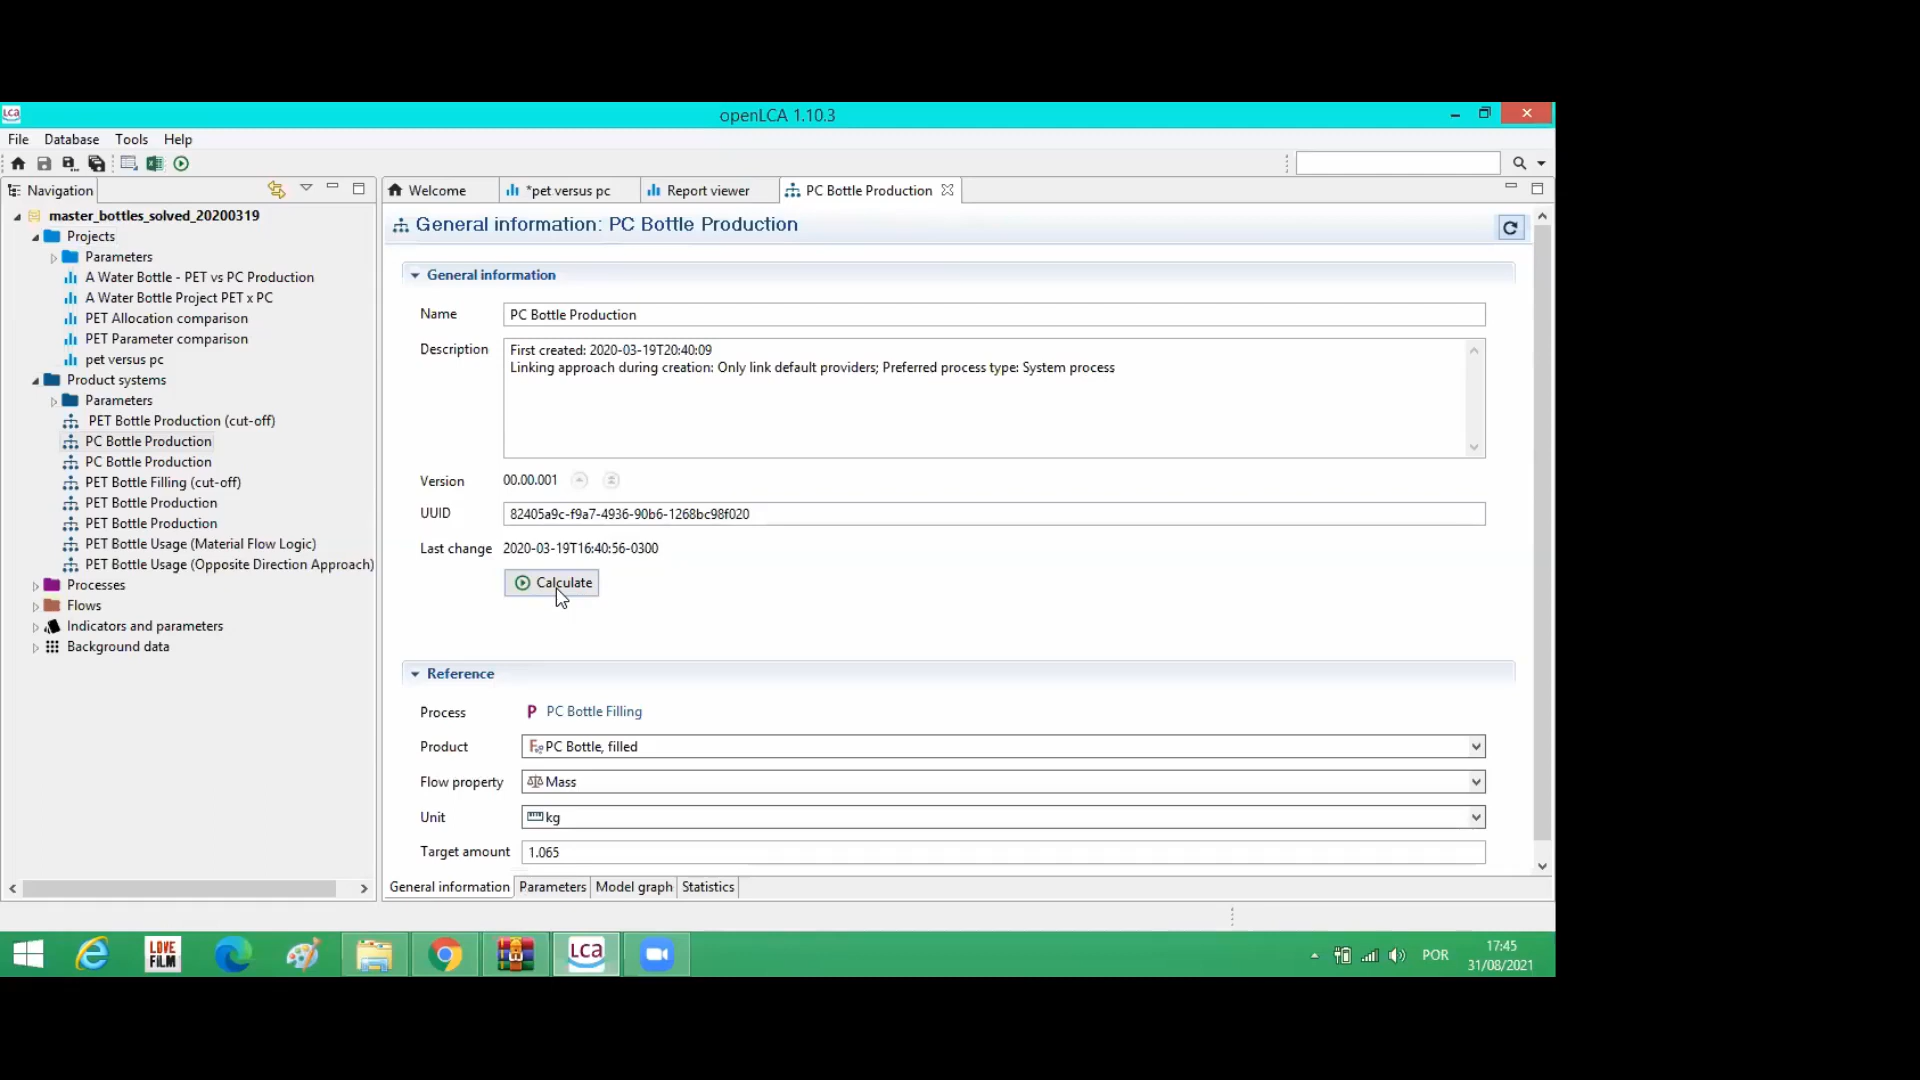 LCA
openLCA 1.10.3
File Database Tools Help
Navigation
Welcome
*pet versus pc
Report viewer
PC Bottle Production
master_bottles_solved_20200319
Projects
Parameters
A Water Bottle - PET vs PC Production
A Water Bottle Project PET x PC
PET Allocation comparison
PET Parameter comparison
pet versus pc
Product systems
Parameters
PET Bottle Production (cut-off)
PC Bottle Production
PC Bottle Production
PET Bottle Filling (cut-off)
PET Bottle Production
PET Bottle Production
PET Bottle Usage (Material Flow Logic)
PET Bottle Usage (Opposite Direction Approach)
Processes
Flows
Indicators and parameters
Background data
General information: PC Bottle Production
General information
Name PC Bottle Production
Description First created: 2020-03-19T20:40:09
Linking approach during creation: Only link default providers; Preferred process type: System process
Version 00.00.001
UUID 82405a9c-f9a7-4936-90b6-1268bc98f020
Last change 2020-03-19T16:40:56-0300
Calculate
Reference
Process P PC Bottle Filling
Product PC Bottle, filled
Flow property Mass
Unit kg
Target amount 1.065
General information Parameters Model graph Statistics
LOVE
FILM
LCA
POR
17:45
31/08/2021